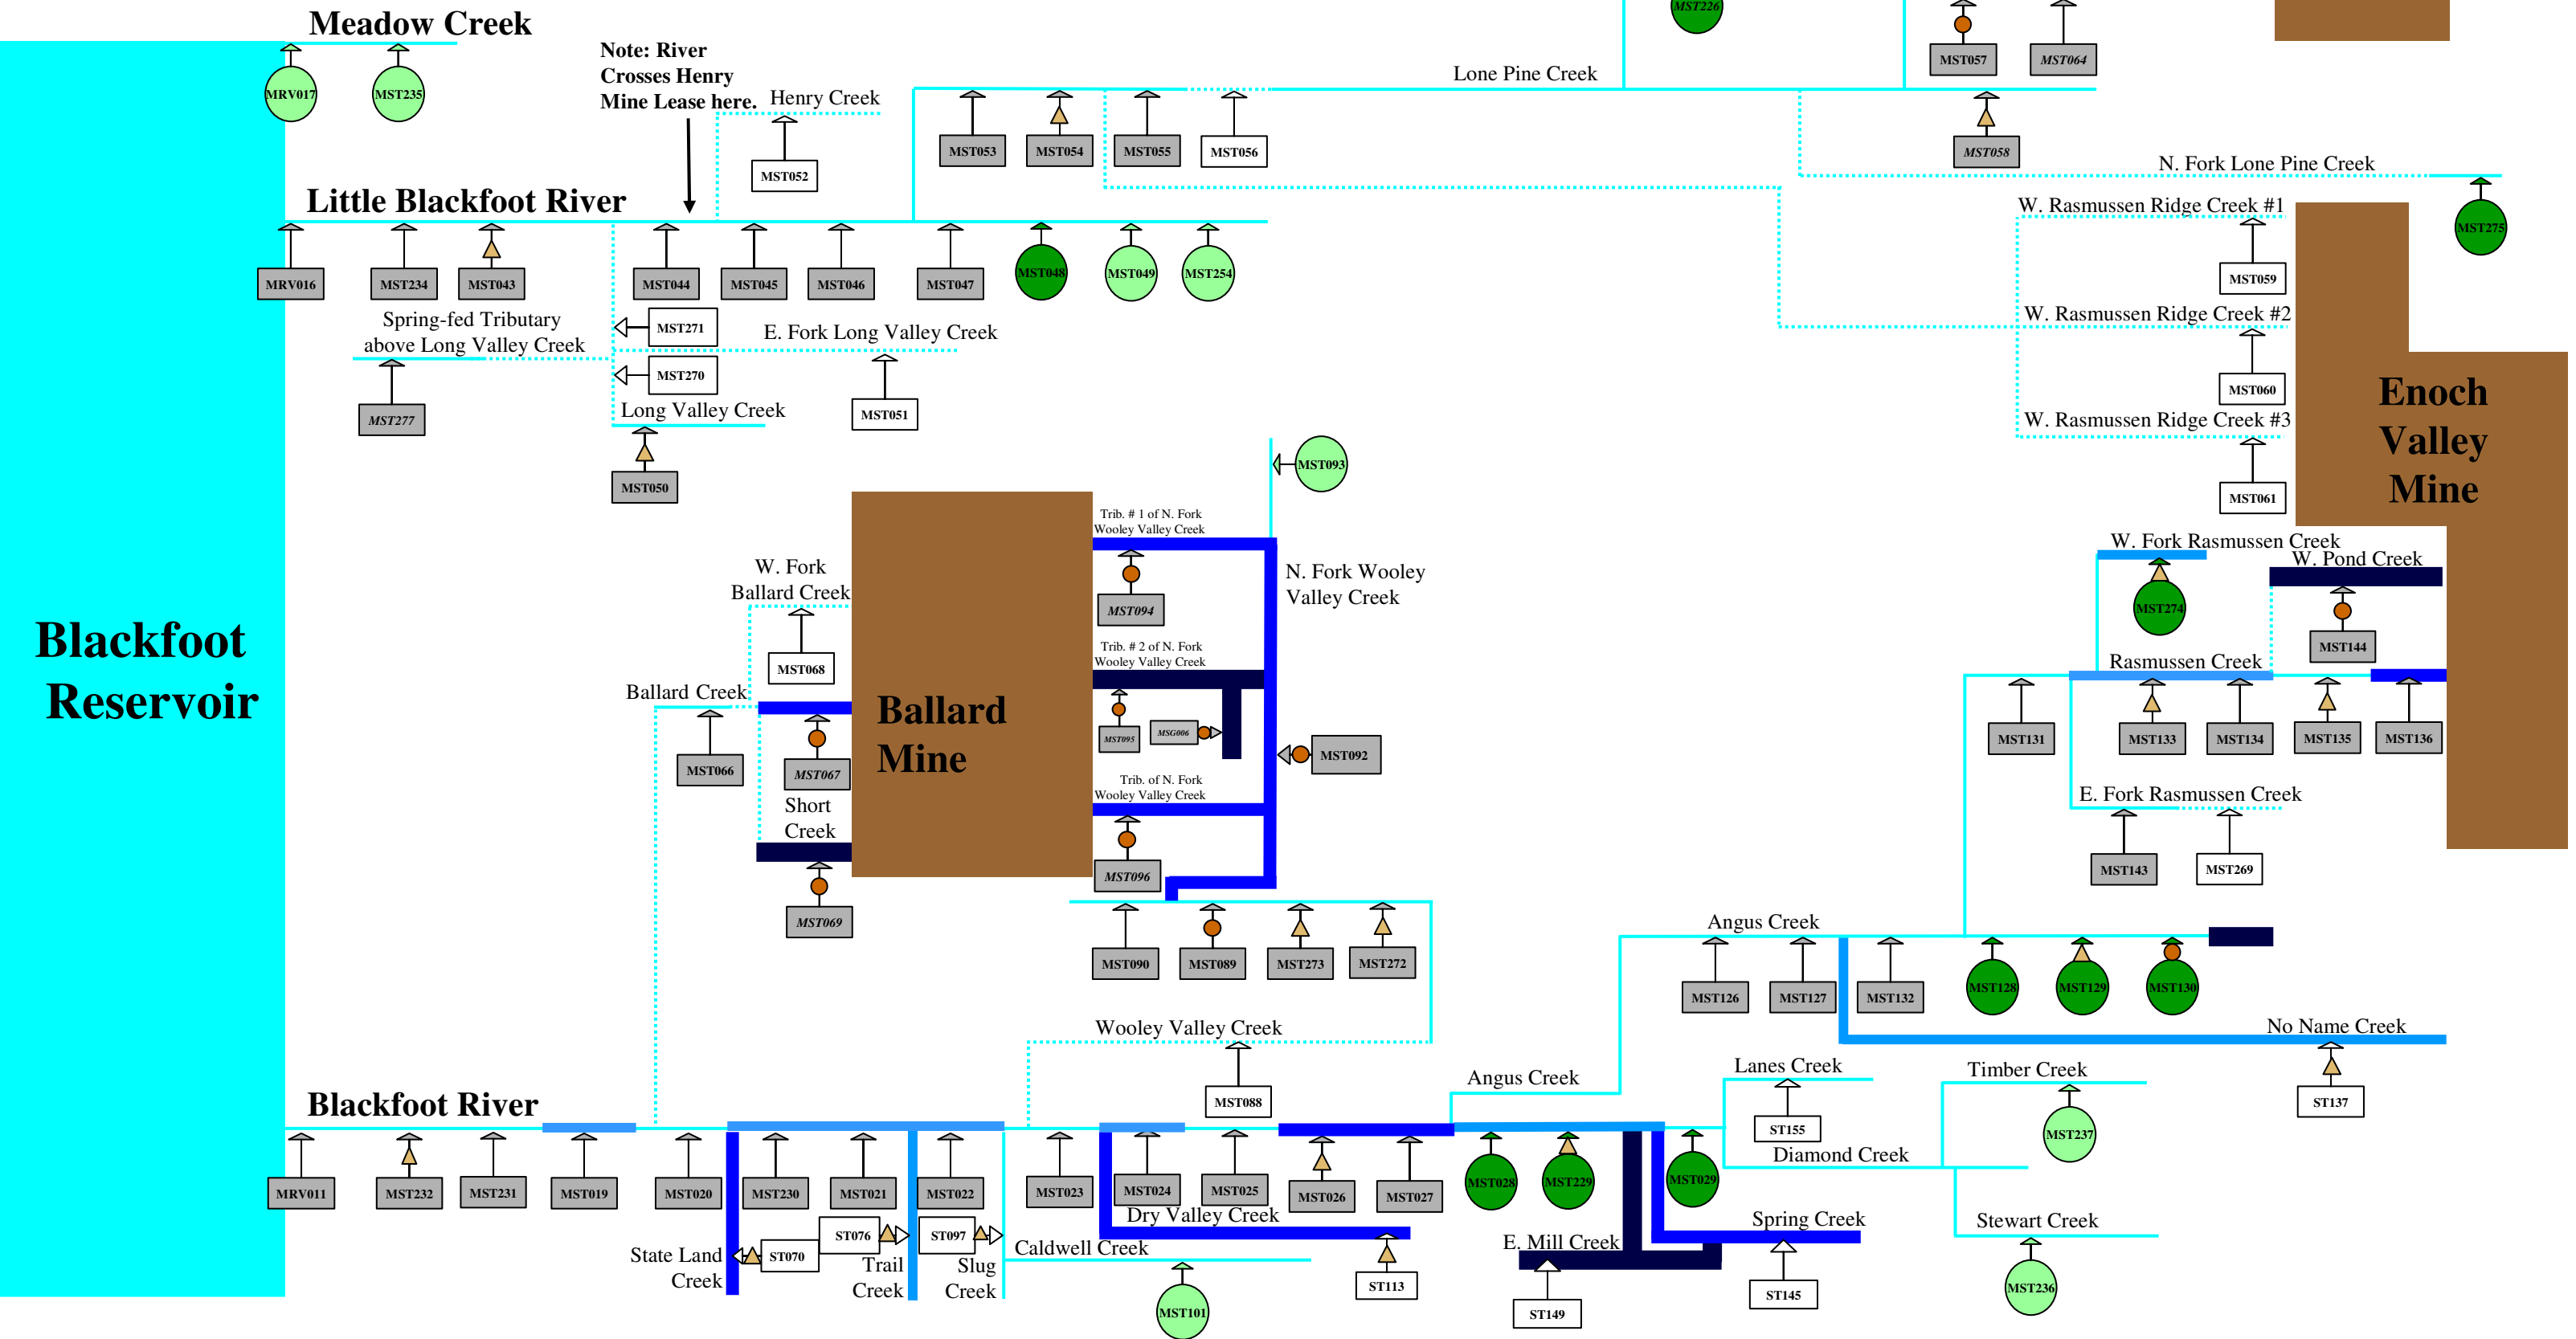 Meadow Creek
MST226
MRV017
MST235
Note: River
Crosses Henry
Mine Lease here.
Henry Creek
MST052
Lone Pine Creek
MST057
MST064
MST053
MST054
MST055
MST056
MST058
N. Fork Lone Pine Creek
MST275
Little Blackfoot River
MRV016
MST234
MST043
MST044
MST045
MST046
MST047
MST048
MST049
MST254
W. Rasmussen Ridge Creek #1
MST059
W. Rasmussen Ridge Creek #2
MST060
W. Rasmussen Ridge Creek #3
MST061
Spring-fed Tributary
above Long Valley Creek
MST277
MST271
E. Fork Long Valley Creek
MST270
MST051
Long Valley Creek
MST050
Enoch
Valley
Mine
MST093
Trib. # 1 of N. Fork
Wooley Valley Creek
MST094
N. Fork Wooley
Valley Creek
W. Fork
Ballard Creek
MST068
Ballard Creek
MST066
MST067
Short
Creek
MST069
Ballard
Mine
Trib. # 2 of N. Fork
Wooley Valley Creek
MST095
MSG006
MST092
Trib. of N. Fork
Wooley Valley Creek
MST096
W. Fork Rasmussen Creek
MST274
W. Pond Creek
MST144
Rasmussen Creek
MST131
MST133
MST134
MST135
MST136
E. Fork Rasmussen Creek
MST143
MST269
Blackfoot
Reservoir
MST090
MST089
MST273
MST272
Angus Creek
MST126
MST127
MST132
MST128
MST129
MST130
No Name Creek
ST137
Wooley Valley Creek
MST088
Angus Creek
Lanes Creek
ST155
Timber Creek
MST237
Diamond Creek
Stewart Creek
MST236
Blackfoot River
MRV011
MST232
MST231
MST019
MST020
MST230
MST021
MST022
MST023
MST024
MST025
MST026
MST027
MST028
MST229
MST029
State Land
Creek
ST070
ST076
Trail
Creek
ST097
Slug
Creek
Dry Valley Creek
ST113
Caldwell Creek
MST101
E. Mill Creek
ST149
Spring Creek
ST145